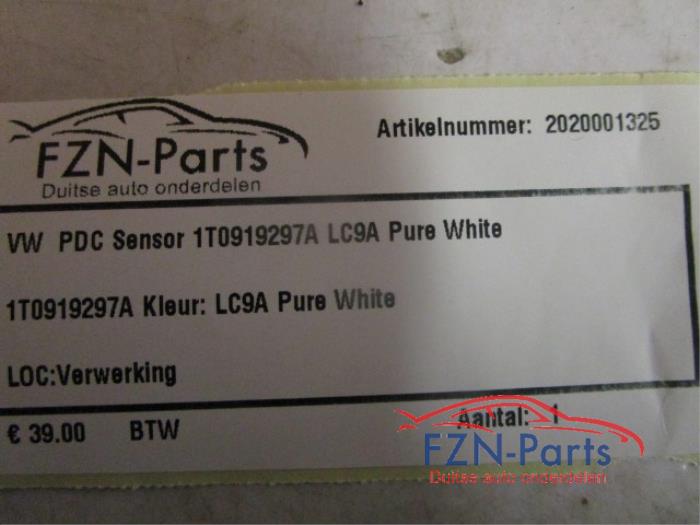 FZN-Parts
Duitse auto onderdelen
Artikelnummer: 2020001325
VW PDC Sensor 1T0919297A LC9A Pure White
1T0919297A Kleur: LC9A Pure White
LOC:Verwerking
€ 39.00 BTW Aantal: 1
FZN-Parts
Duitse auto onderdelen